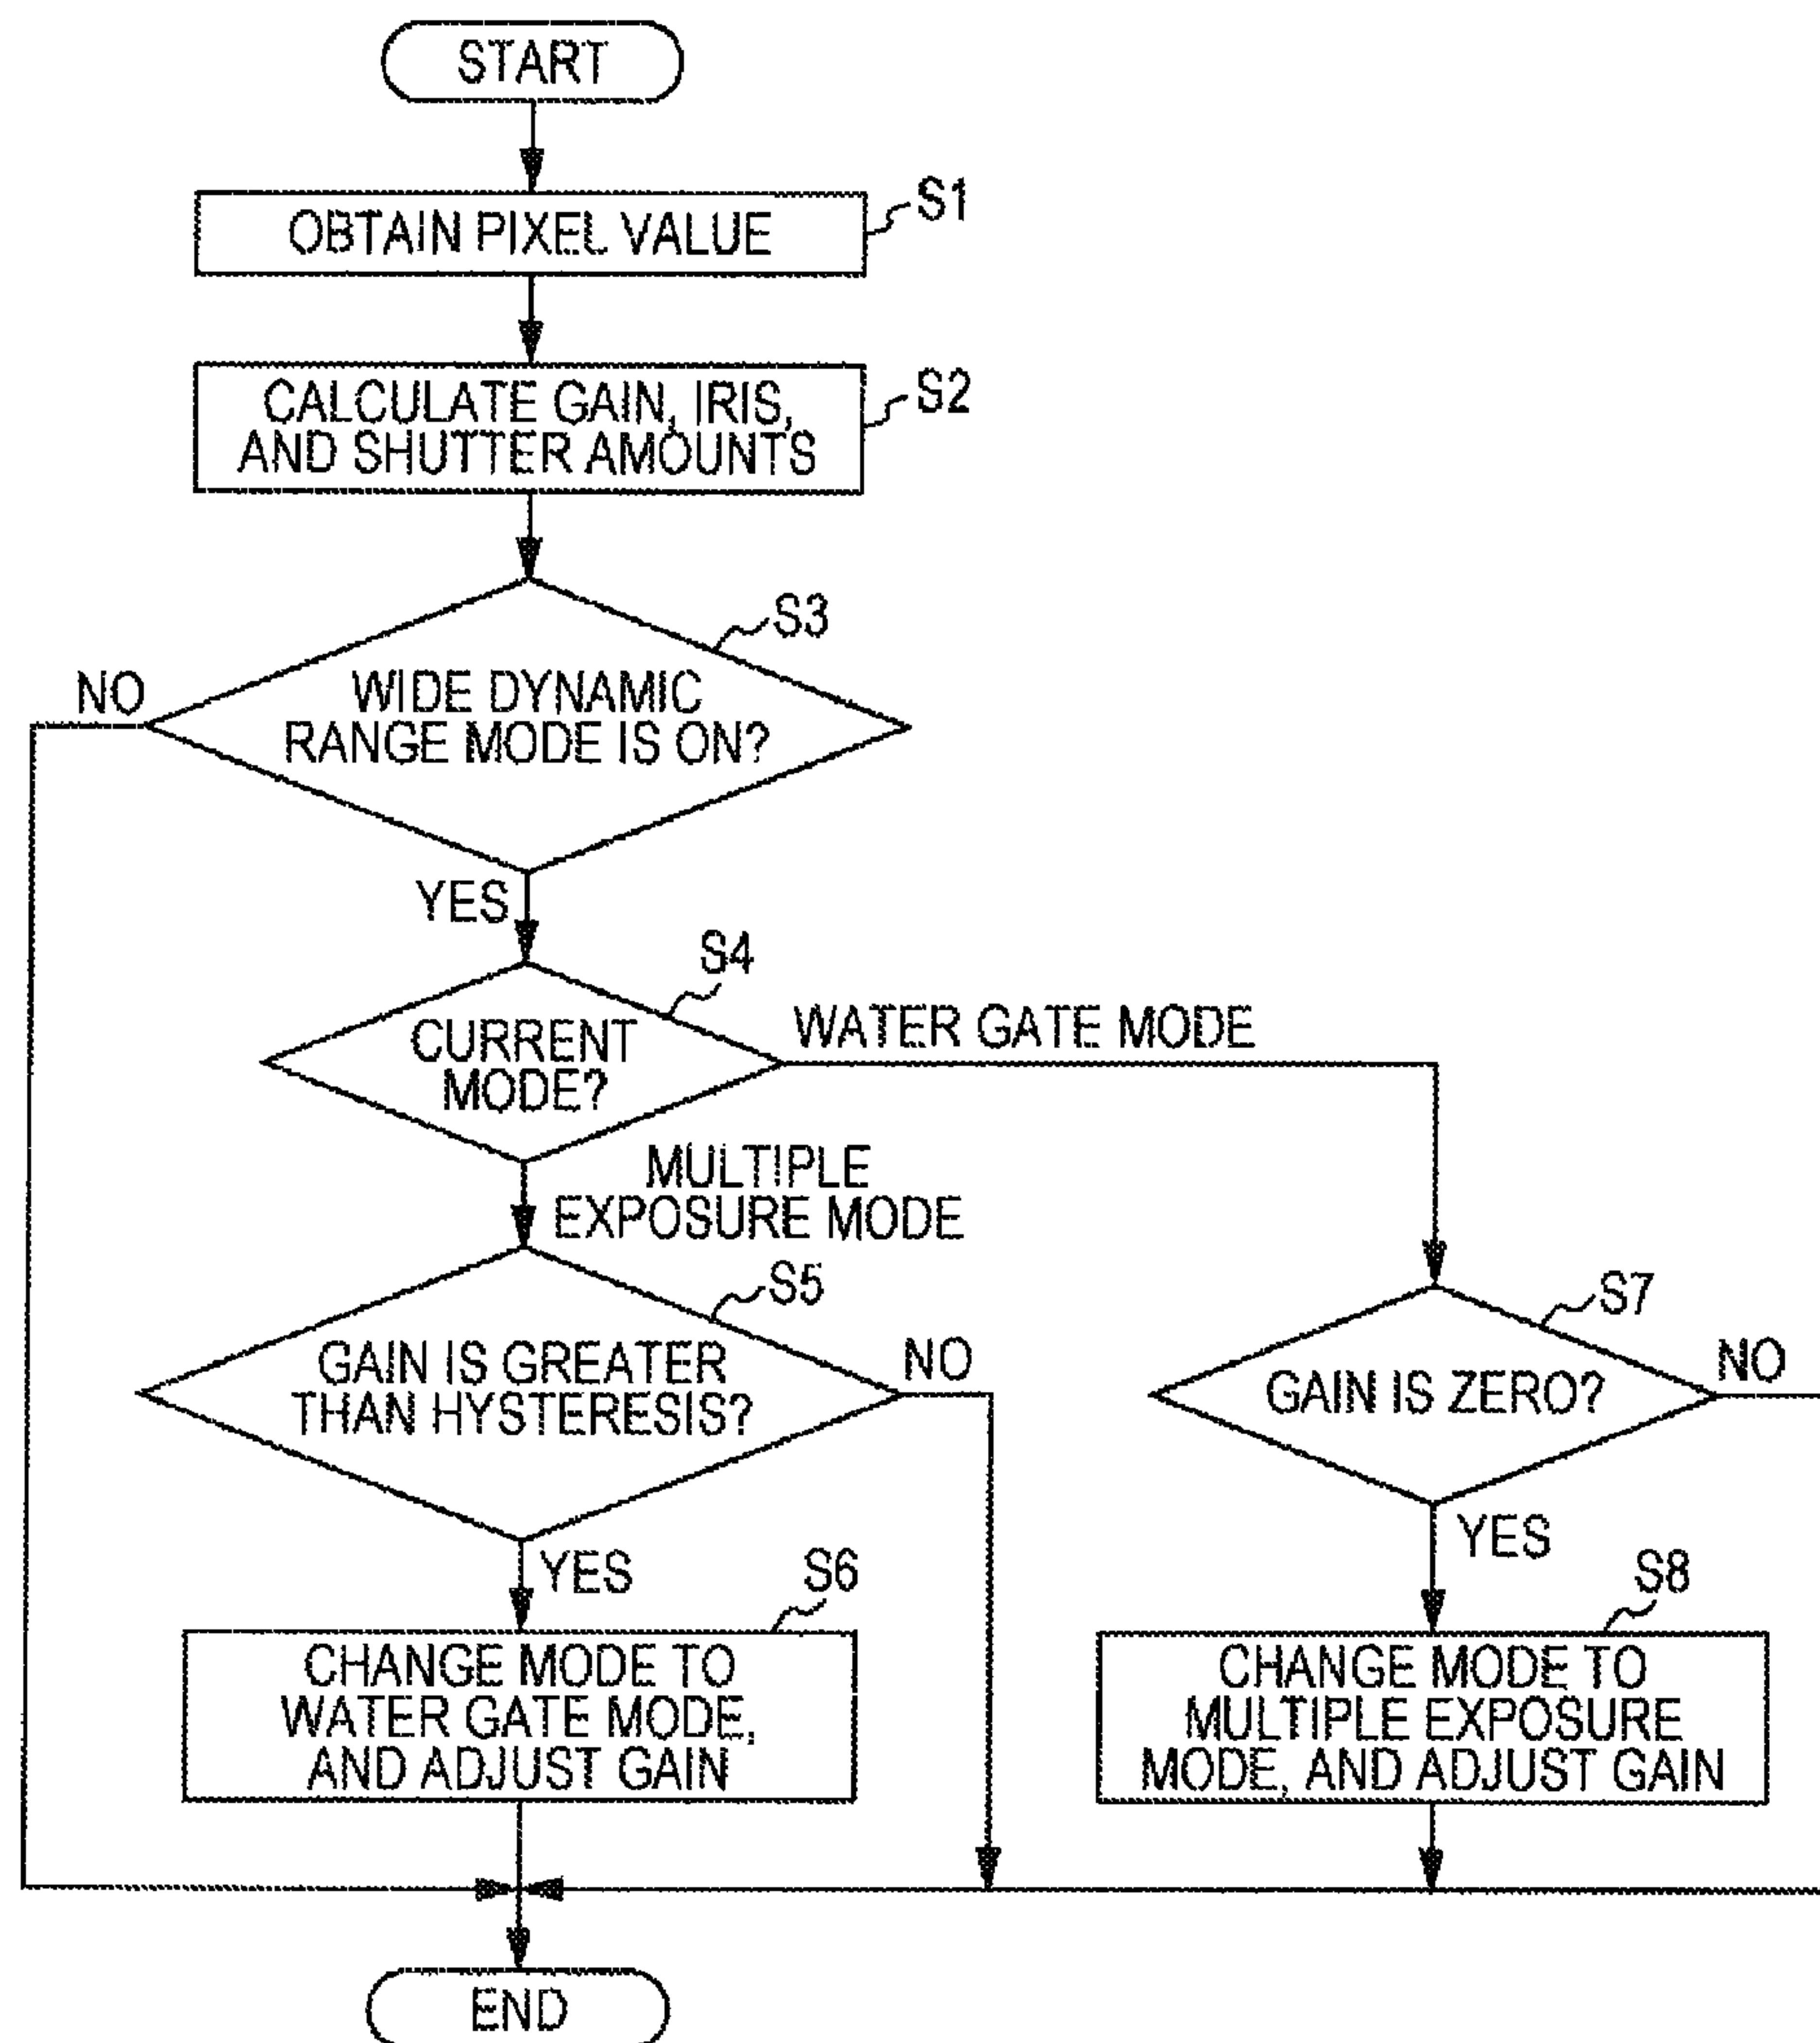 START
OBTAIN PIXEL VALUE
S1
CALCULATE GAIN, IRIS,
AND SHUTTER AMOUNTS
S2
S3
NO
WIDE DYNAMIC
RANGE MODE IS ON?
YES
S4
WATER GATE MODE
CURRENT
MODE?
MULTIPLE
EXPOSURE MODE
S5
GAIN IS GREATER
THAN HYSTERESIS?
NO
S7
GAIN IS ZERO?
NO
YES
S6
YES
S8
CHANGE MODE TO
WATER GATE MODE,
AND ADJUST GAIN
CHANGE MODE TO
MULTIPLE EXPOSURE
MODE, AND ADJUST GAIN
END